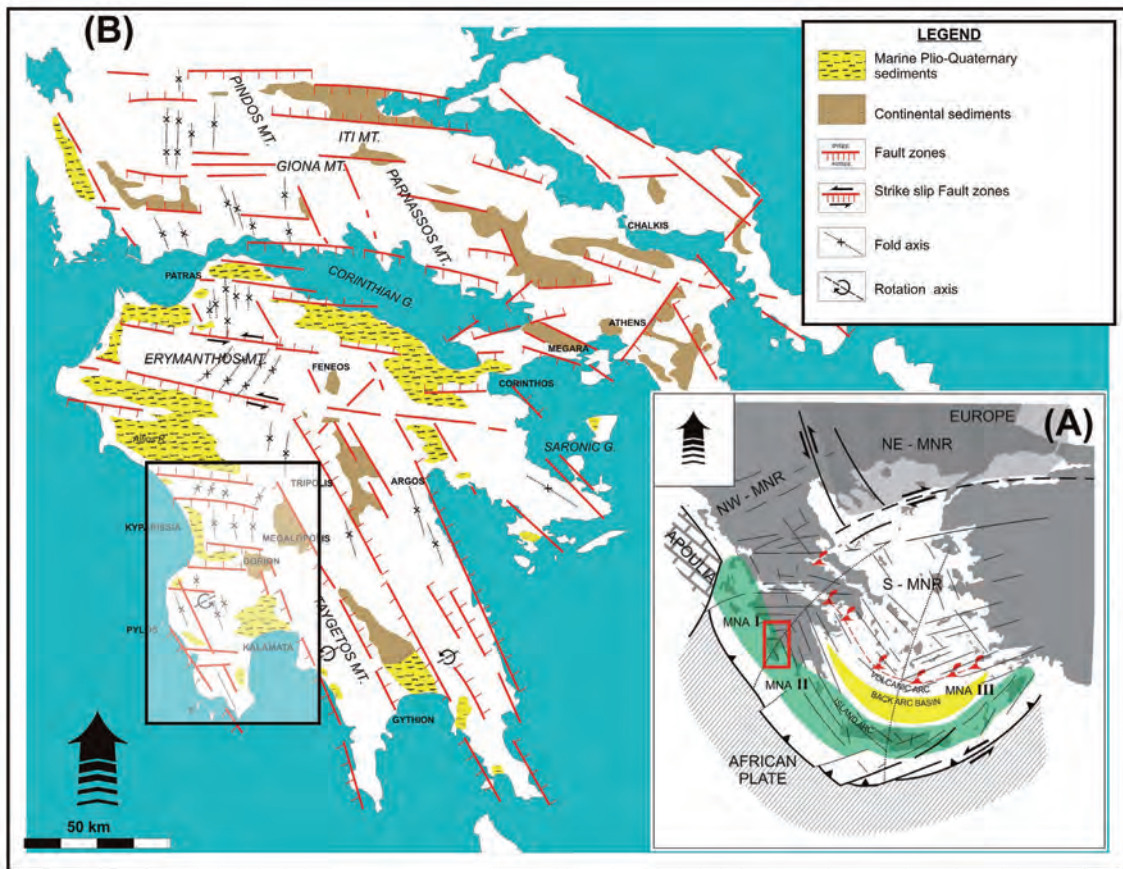 (B)
LEGEND
Marine Plio-Quaternary
sediments
Continental sediments
Fault zones
Strike slip Fault zones
Fold axis
Rotation axis
PINDOS MT.
ITI MT.
GIONA MT.
PARNASSOS MT.
CHALKIS
PATRAS
CORINTHIAN G.
ATHENS
MEGARA
ERYMANTHOS MT.
FENEOS
CORINTHOS
SARONIC G.
TRIPOLIS
ARGOS
KYPARISSIA
MEGALOPOLIS
DORION
PYLOS
KALAMATA
TAYGETOS MT.
GYTHION
50 km
(A)
EUROPE
NE - MNR
NW - MNR
APOULIA
S - MNR
MNA I
MNA II
VOLCANIC ARC
MNA III
BACK ARC BASIN
ISLAND ARC
AFRICAN
PLATE